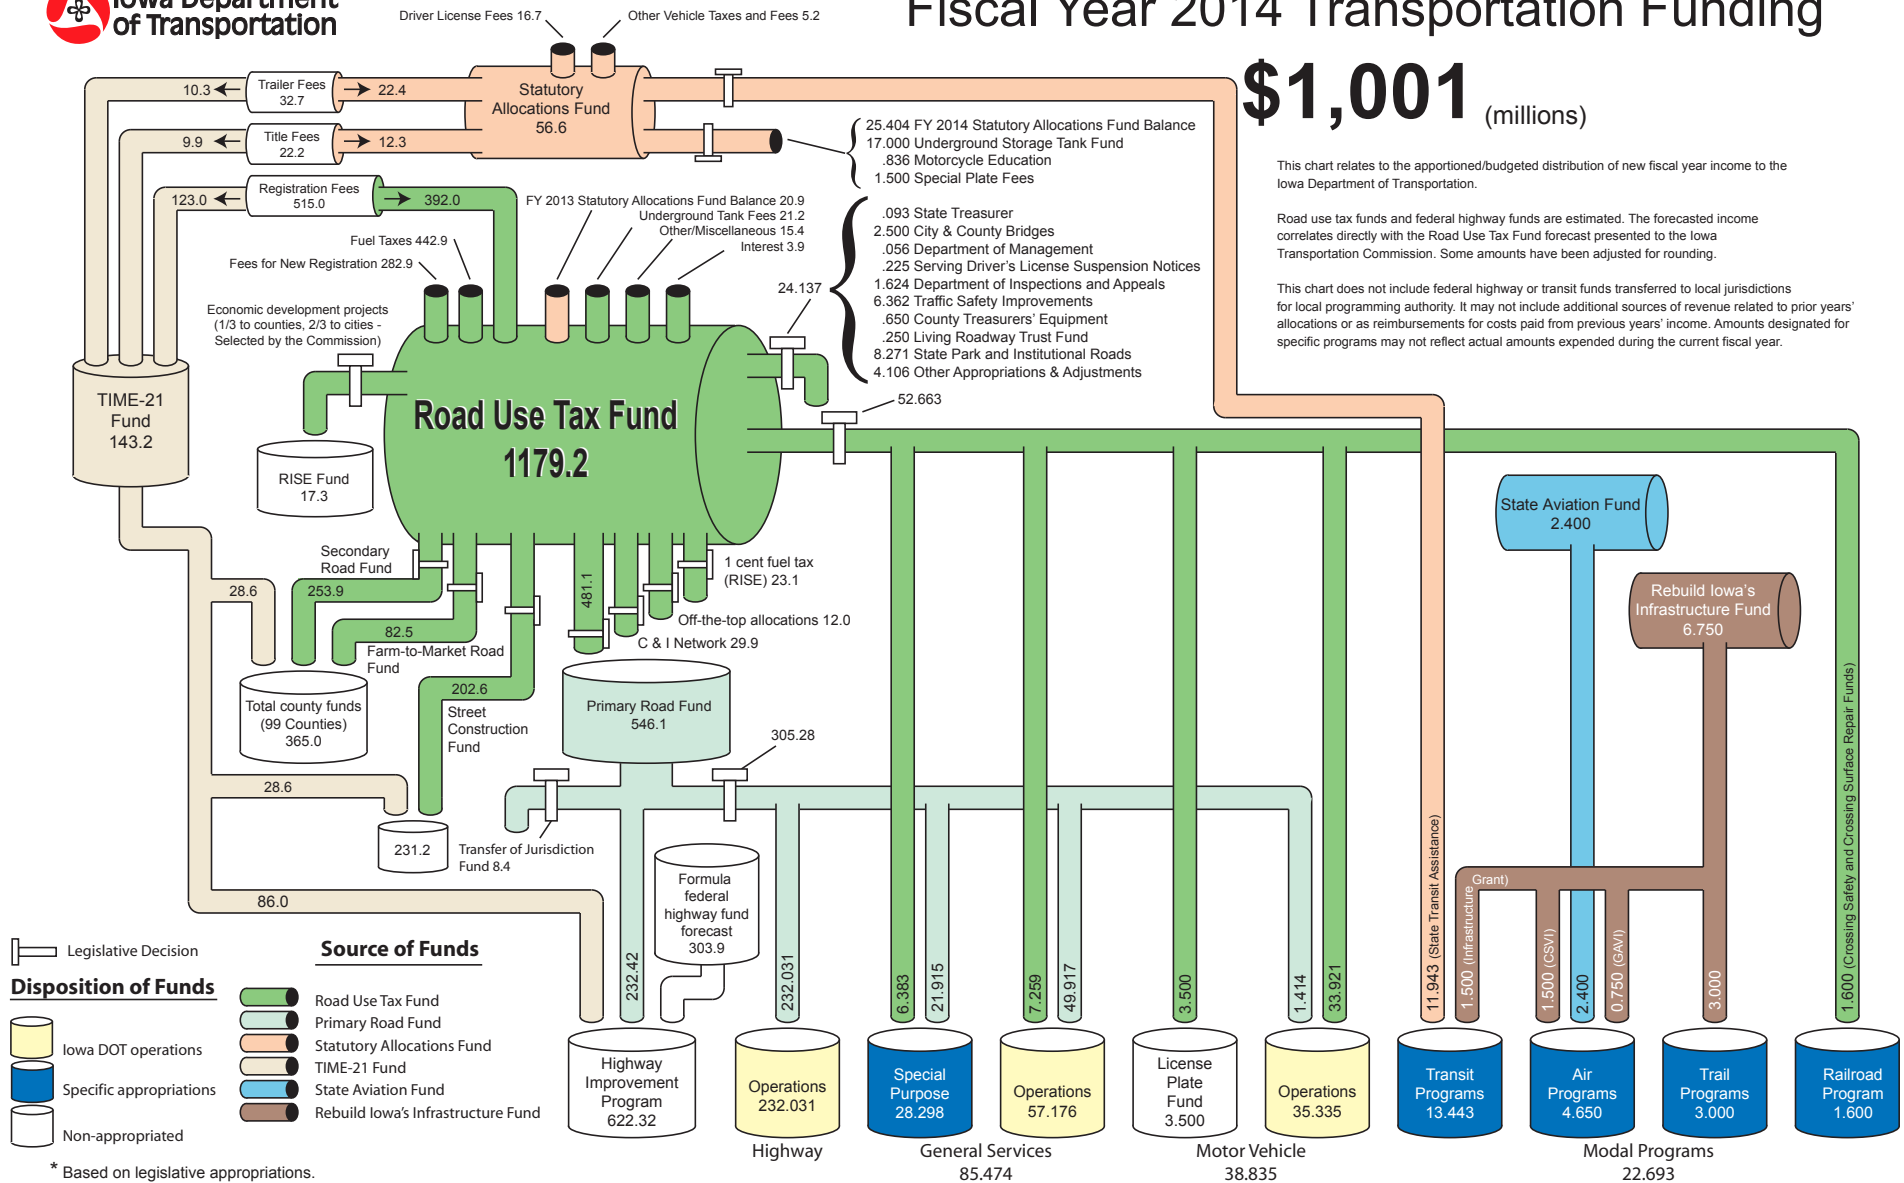 Iowa Department
of Transportation
Fiscal Year 2014 Transportation Funding
$1,001 (millions)
This chart relates to the apportioned/budgeted distribution of new fiscal year income to the
Iowa Department of Transportation.
Road use tax funds and federal highway funds are estimated. The forecasted income
correlates directly with the Road Use Tax Fund forecast presented to the Iowa
Transportation Commission. Some amounts have been adjusted for rounding.
This chart does not include federal highway or transit funds transferred to local jurisdictions
for local programming authority. It may not include additional sources of revenue related to prior years'
allocations or as reimbursements for costs paid from previous years' income. Amounts designated for
specific programs may not reflect actual amounts expended during the current fiscal year.
Driver License Fees 16.7
Other Vehicle Taxes and Fees 5.2
10.3
Trailer Fees
32.7
22.4
Statutory
Allocations Fund
56.6
9.9
Title Fees
22.2
12.3
25.404 FY 2014 Statutory Allocations Fund Balance
17.000 Underground Storage Tank Fund
.836 Motorcycle Education
1.500 Special Plate Fees
123.0
Registration Fees
515.0
392.0
FY 2013 Statutory Allocations Fund Balance 20.9
Underground Tank Fees 21.2
Other/Miscellaneous 15.4
Interest 3.9
Fuel Taxes 442.9
Fees for New Registration 282.9
24.137
.093 State Treasurer
2.500 City & County Bridges
.056 Department of Management
.225 Serving Driver's License Suspension Notices
1.624 Department of Inspections and Appeals
6.362 Traffic Safety Improvements
.650 County Treasurers' Equipment
.250 Living Roadway Trust Fund
8.271 State Park and Institutional Roads
4.106 Other Appropriations & Adjustments
52.663
Economic development projects
(1/3 to counties, 2/3 to cities -
Selected by the Commission)
TIME-21
Fund
143.2
Road Use Tax Fund
1179.2
RISE Fund
17.3
State Aviation Fund
2.400
Rebuild Iowa's
Infrastructure Fund
6.750
Secondary
Road Fund
28.6
253.9
82.5
Farm-to-Market Road
Fund
481.1
1 cent fuel tax
(RISE) 23.1
Off-the-top allocations 12.0
C & I Network 29.9
202.6
Street
Construction
Fund
Total county funds
(99 Counties)
365.0
Primary Road Fund
546.1
305.28
28.6
231.2
Transfer of Jurisdiction
Fund 8.4
86.0
Formula
federal
highway fund
forecast
303.9
232.42
232.031
6.383
21.915
7.259
49.917
3.500
1.414
33.921
11.943 (State Transit Assistance)
1.500 (Infrastructure
Grant)
1.500 (CSVI)
2.400
0.750 (GAVI)
3.000
1.600 (Crossing Safety and Crossing Surface Repair Funds)
Legislative Decision
Disposition of Funds
Iowa DOT operations
Specific appropriations
Non-appropriated
* Based on legislative appropriations.
Source of Funds
Road Use Tax Fund
Primary Road Fund
Statutory Allocations Fund
TIME-21 Fund
State Aviation Fund
Rebuild Iowa's Infrastructure Fund
Highway
Improvement
Program
622.32
Operations
232.031
Special
Purpose
28.298
Operations
57.176
License
Plate
Fund
3.500
Operations
35.335
Transit
Programs
13.443
Air
Programs
4.650
Trail
Programs
3.000
Railroad
Program
1.600
Highway
General Services
85.474
Motor Vehicle
38.835
Modal Programs
22.693